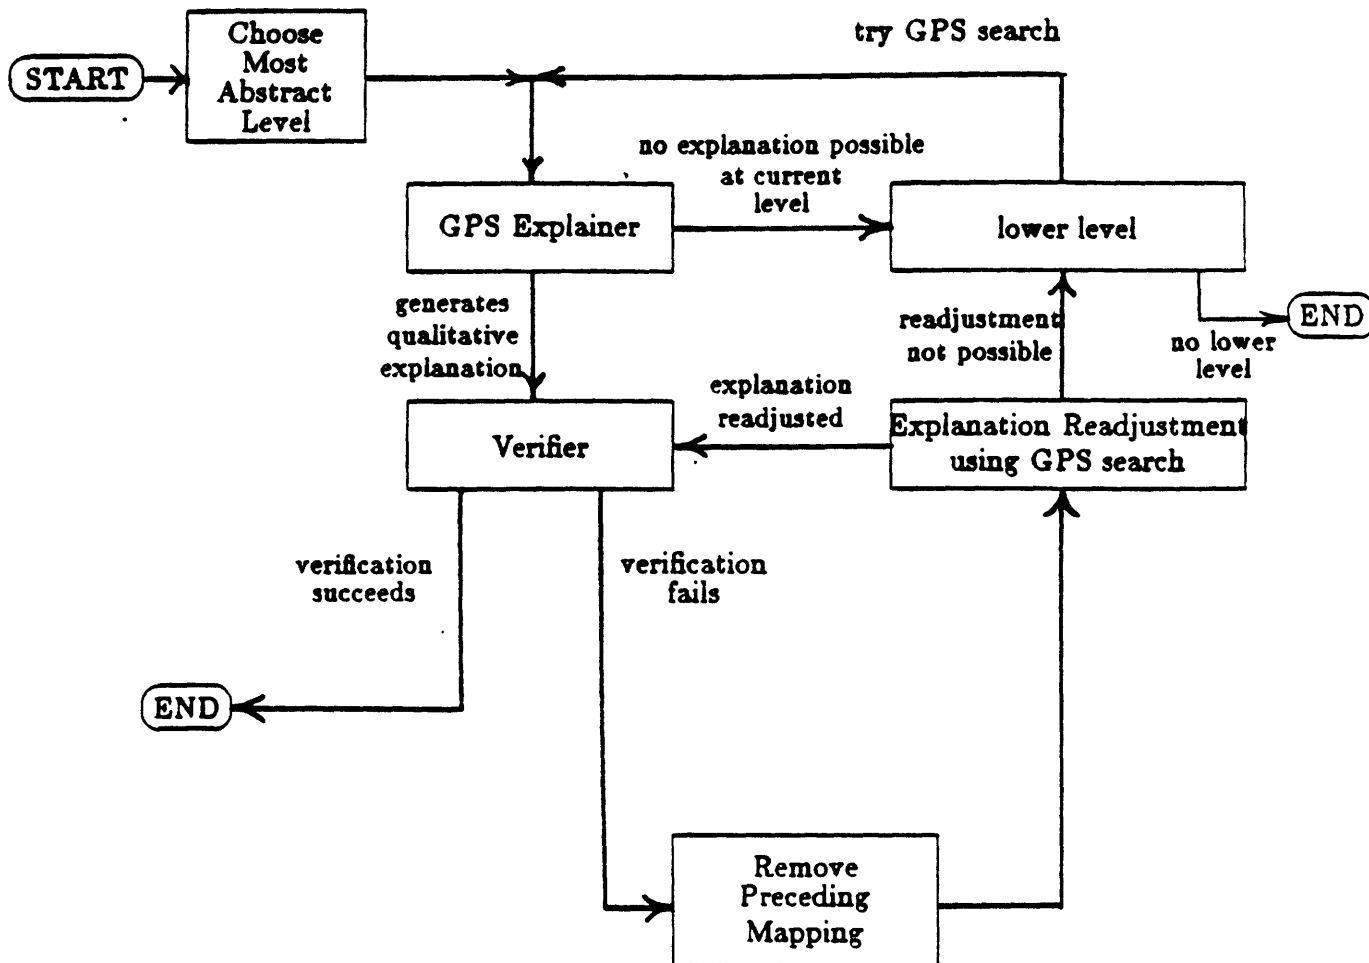 Choose
Most
Abstract
Level
START
try GPS search
no explanation possible
at current
level
GPS Explainer
lower level
generates
qualitative
explanation
readjustment
not possible
END
no lower
level
explanation
readjusted
Verifier
Explanation Readjustment
using GPS search
verification
succeeds
verification
fails
END
Remove
Preceding
Mapping